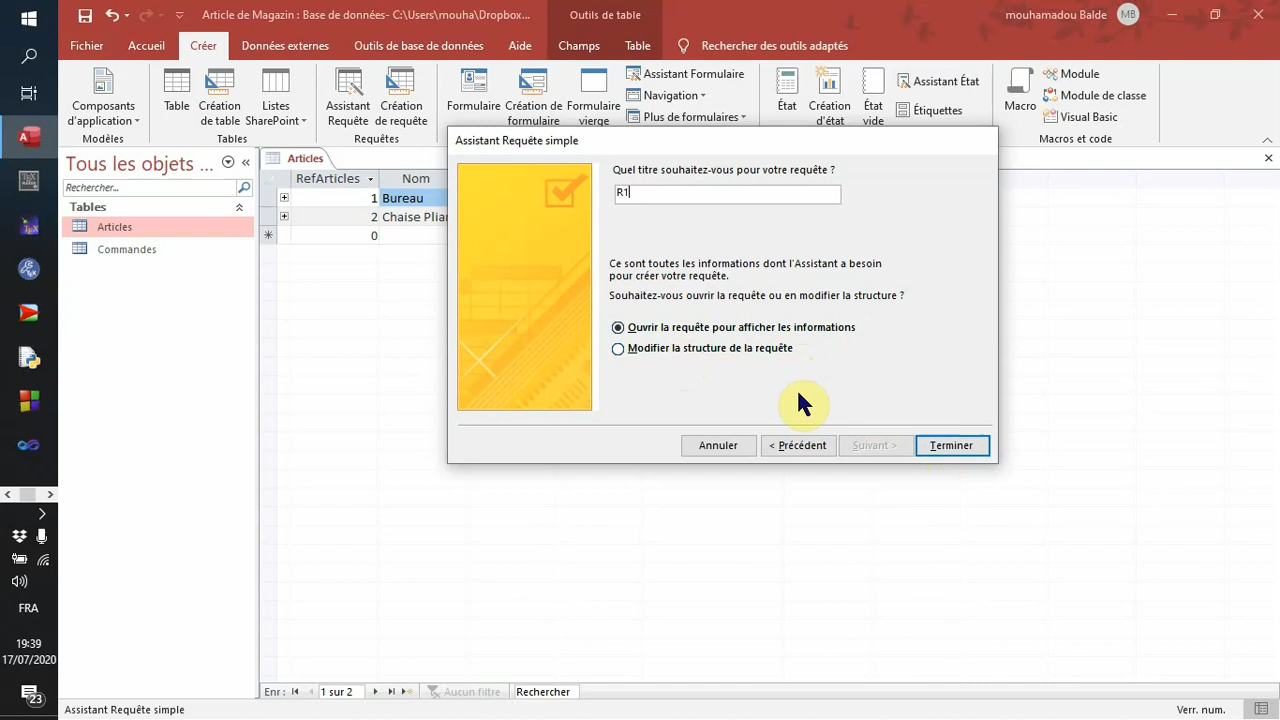 Article de Magazin : Base de données- C:\Users\mouha\Dropbox...
Outils de table
mouhamadou Balde
MB
Fichier
Accueil
Créer
Données externes
Outils de base de données
Aide
Champs
Table
Rechercher des outils adaptés
Composants
d'application
Modèles
Table
Création
de table
Listes
SharePoint
Tables
Assistant
Requête
Création
de requête
Requêtes
Formulaire
Création de
formulaire
Formulaire
vierge
Assistant Formulaire
Navigation
Plus de formulaires
État
Création
d'état
État
vide
Assistant État
Étiquettes
Macro
Module
Module de classe
Visual Basic
Macros et code
Tous les objets ...
Rechercher...
Tables
Articles
Commandes
Articles
RefArticles
Nom
1 Bureau
2 Chaise Plian
0
Assistant Requête simple
Quel titre souhaitez-vous pour votre requête ?
R1
Ce sont toutes les informations dont l'Assistant a besoin
pour créer votre requête.
Souhaitez-vous ouvrir la requête ou en modifier la structure ?
Ouvrir la requête pour afficher les informations
Modifier la structure de la requête
Annuler
< Précédent
Suivant >
Terminer
FRA
19:39
17/07/2020
23
Enr :
1 sur 2
Aucun filtre
Rechercher
Assistant Requête simple
Verr. num.